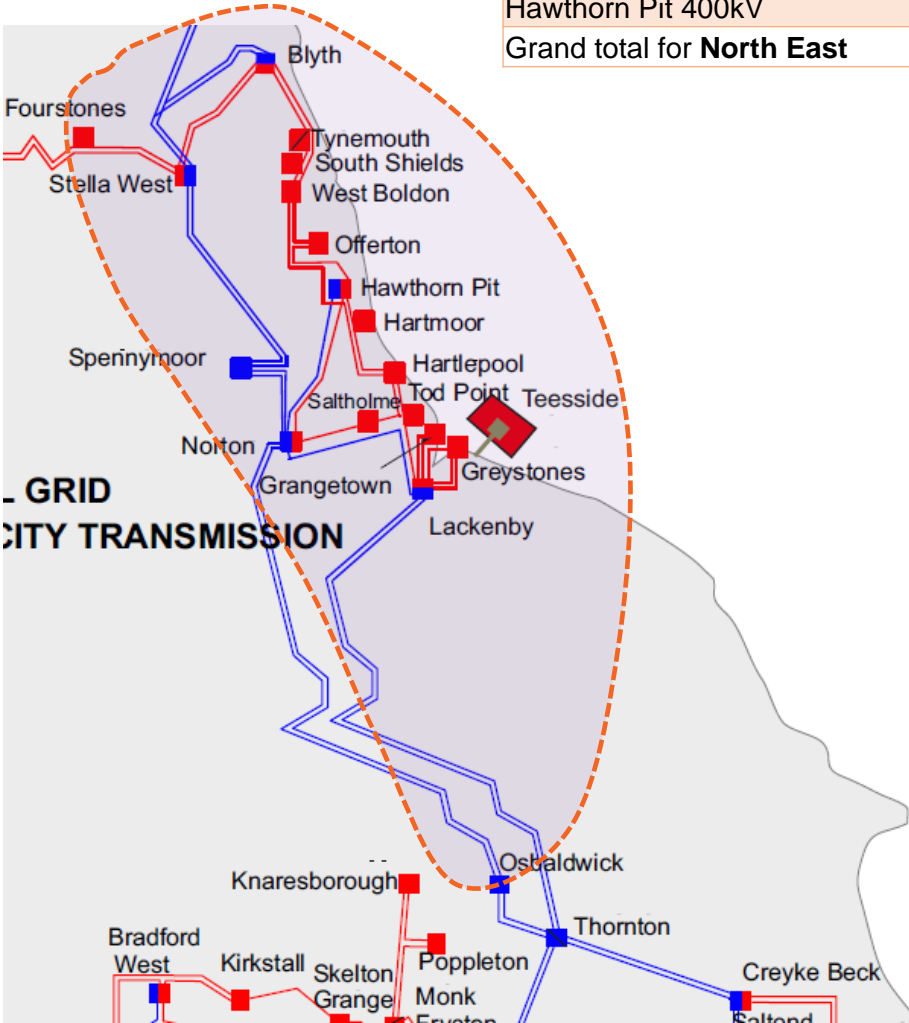 Hawthorn Pit 400kV
Grand total for North East
Blyth
Fourstones
Tynemouth
South Shields
Stella West
West Boldon
Offerton
Hawthorn Pit
Hartmoor
Spennymoor
Hartlepool
Saltholme
Tod Point
Teesside
Norton
Grangetown
Greystones
L GRID
CITY TRANSMISSION
Lackenby
Osbaldwick
Knaresborough
Thornton
Bradford
West
Kirkstall
Skelton
Grange
Poppleton
Monk
Fryston
Creyke Beck
Saltend